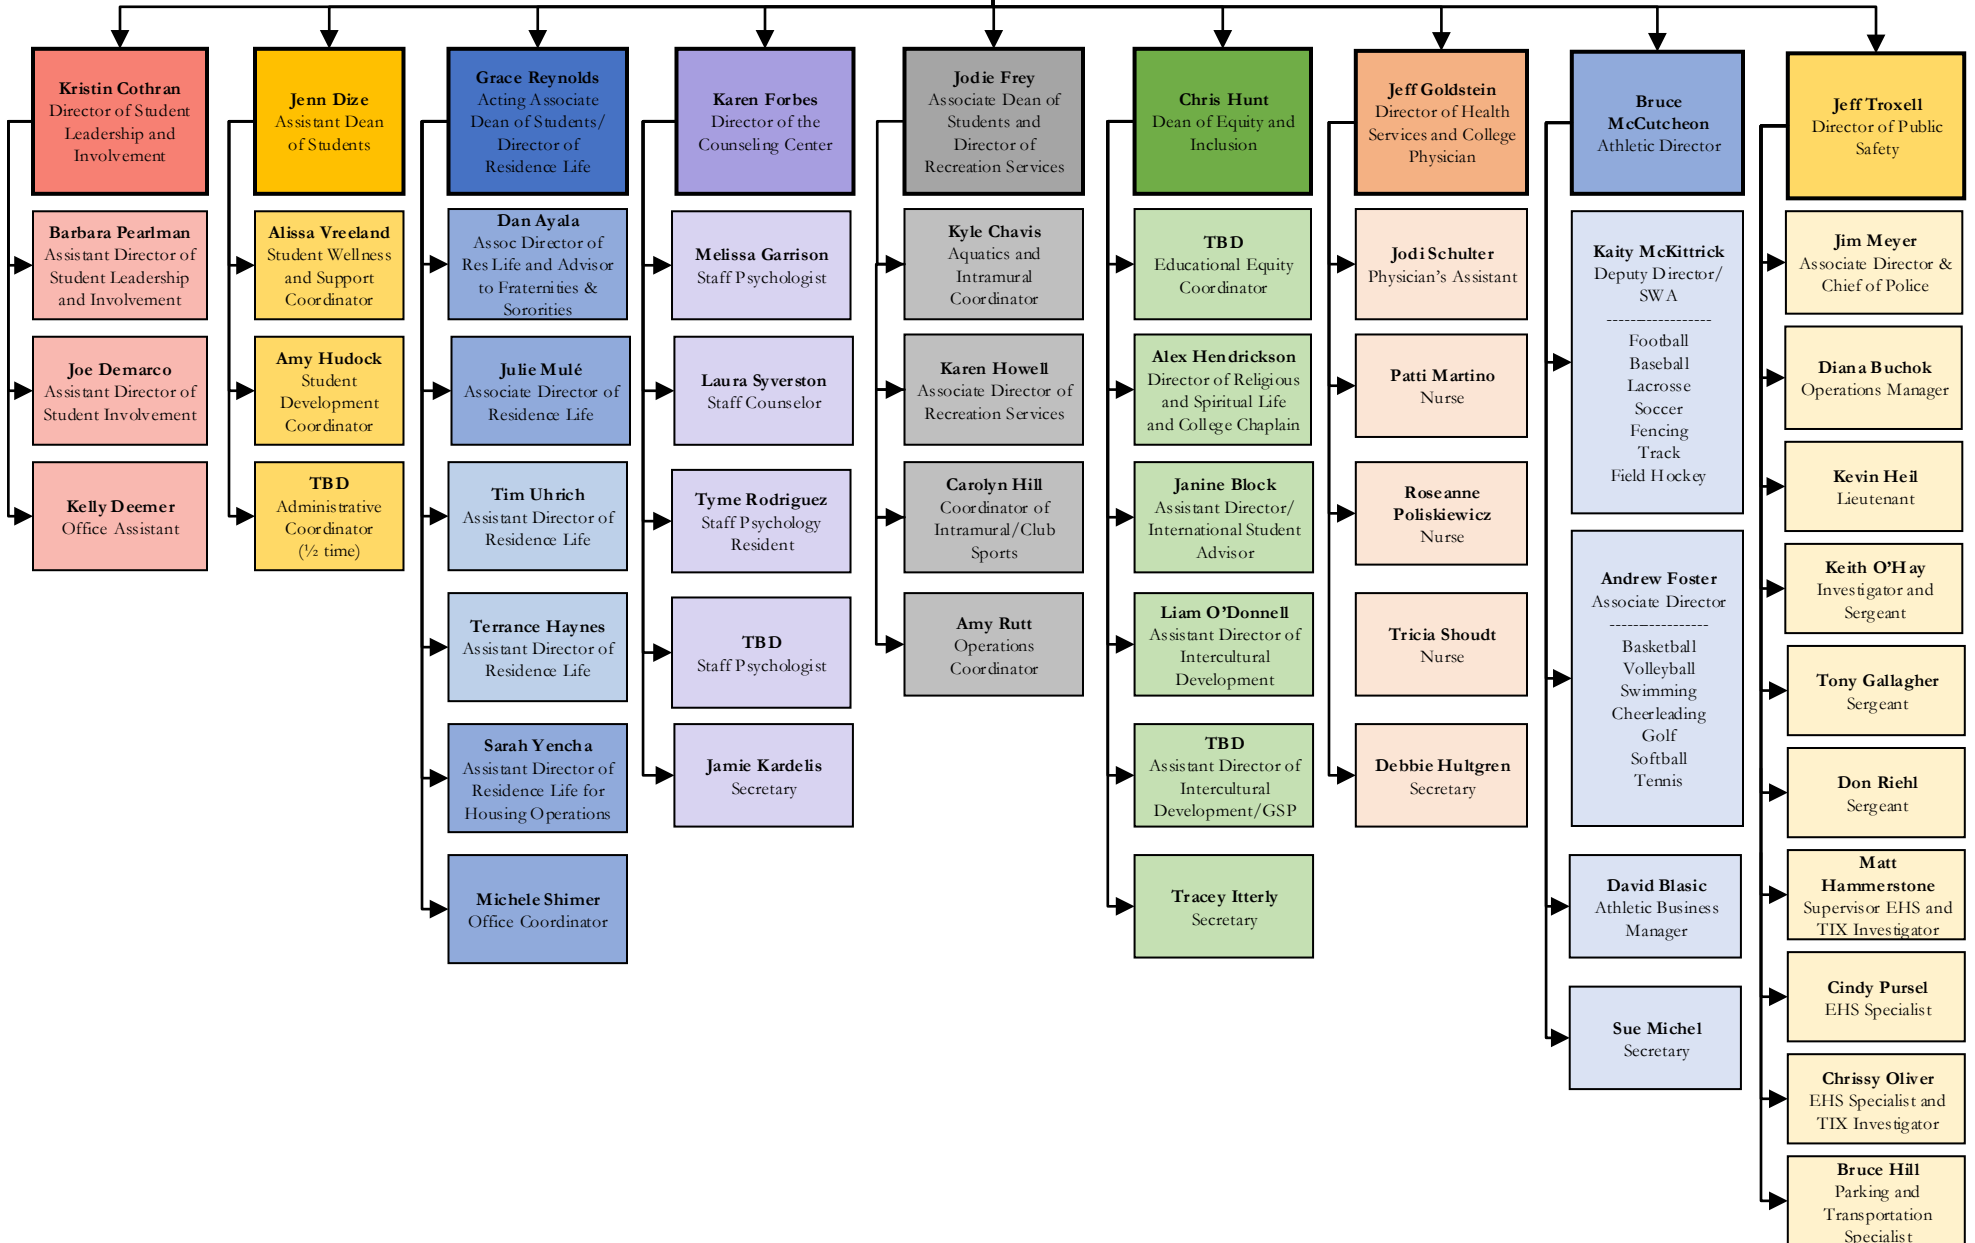 Kristin Cothran
Director of Student
Leadership and
Involvement
Barbara Pearlman
Assistant Director of
Student Leadership
and Involvement
Joe Demarco
Assistant Director of
Student Involvement
Kelly Deemer
Office Assistant
Jenn Dize
Assistant Dean
of Students
Alissa Vreeland
Student Wellness
and Support
Coordinator
Amy Hudock
Student
Development
Coordinator
TBD
Administrative
Coordinator
(½ time)
Grace Reynolds
Acting Associate
Dean of Students/
Director of
Residence Life
Dan Ayala
Assoc Director of
Res Life and Advisor
to Fraternities &
Sororities
Julie Mulé
Associate Director of
Residence Life
Tim Uhrich
Assistant Director of
Residence Life
Terrance Haynes
Assistant Director of
Residence Life
Sarah Yencha
Assistant Director of
Residence Life for
Housing Operations
Michele Shimer
Office Coordinator
Karen Forbes
Director of the
Counseling Center
Melissa Garrison
Staff Psychologist
Laura Syverston
Staff Counselor
Tyme Rodriguez
Staff Psychology
Resident
TBD
Staff Psychologist
Jamie Kardelis
Secretary
Jodie Frey
Associate Dean of
Students and
Director of
Recreation Services
Kyle Chavis
Aquatics and
Intramural
Coordinator
Karen Howell
Associate Director of
Recreation Services
Carolyn Hill
Coordinator of
Intramural/Club
Sports
Amy Rutt
Operations
Coordinator
Chris Hunt
Dean of Equity and
Inclusion
TBD
Educational Equity
Coordinator
Alex Hendrickson
Director of Religious
and Spiritual Life
and College Chaplain
Janine Block
Assistant Director/
International Student
Advisor
Liam O’Donnell
Assistant Director of
Intercultural
Development
TBD
Assistant Director of
Intercultural
Development/GSP
Tracey Itterly
Secretary
Jeff Goldstein
Director of Health
Services and College
Physician
Jodi Schulter
Physician’s Assistant
Patti Martino
Nurse
Roseanne
Poliskiewicz
Nurse
Tricia Shoudt
Nurse
Debbie Hultgren
Secretary
Bruce
McCutcheon
Athletic Director
Kaity McKittrick
Deputy Director/
SWA
------------------
Football
Baseball
Lacrosse
Soccer
Fencing
Track
Field Hockey
Andrew Foster
Associate Director
-----------------
Basketball
Volleyball
Swimming
Cheerleading
Golf
Softball
Tennis
David Blasic
Athletic Business
Manager
Sue Michel
Secretary
Jeff Troxell
Director of Public
Safety
Jim Meyer
Associate Director &
Chief of Police
Diana Buchok
Operations Manager
Kevin Heil
Lieutenant
Keith O’Hay
Investigator and
Sergeant
Tony Gallagher
Sergeant
Don Riehl
Sergeant
Matt
Hammerstone
Supervisor EHS and
TIX Investigator
Cindy Pursel
EHS Specialist
Chrissy Oliver
EHS Specialist and
TIX Investigator
Bruce Hill
Parking and
Transportation
Specialist